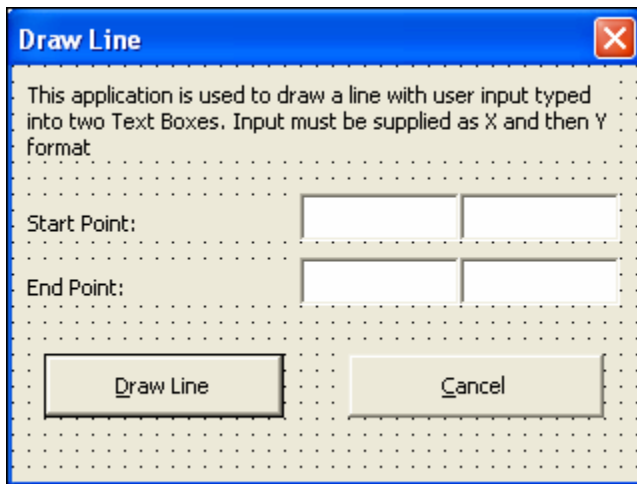 Draw Line
This application is used to draw a line with user input typed
into two Text Boxes. Input must be supplied as X and then Y
format
Start Point:
End Point:
Draw Line Cancel